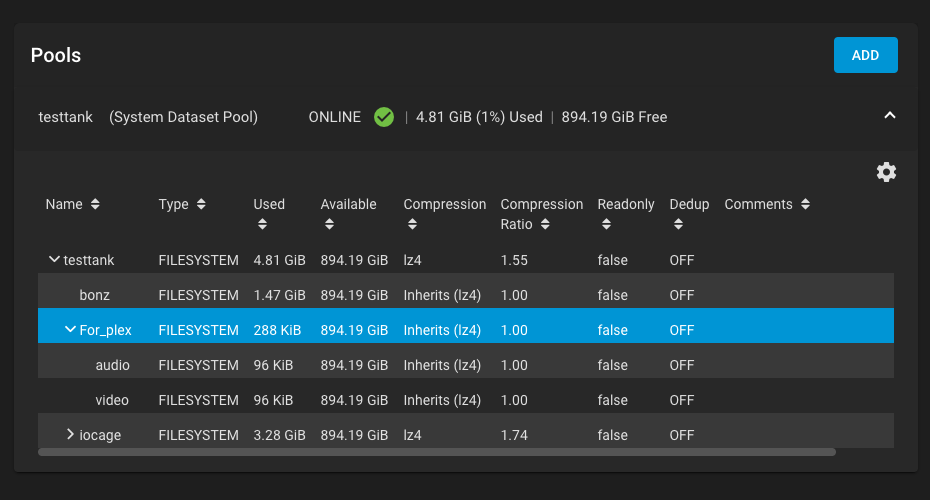 Pools
ADD
testtank (System Dataset Pool) ONLINE | 4.81 GiB (1%) Used | 894.19 GiB Free
Name Type Used Available Compression Compression Ratio Readonly Dedup Comments
testtank FILESYSTEM 4.81 GiB 894.19 GiB lz4 1.55 false OFF
bonz FILESYSTEM 1.47 GiB 894.19 GiB Inherits (lz4) 1.00 false OFF
For_plex FILESYSTEM 288 KiB 894.19 GiB Inherits (lz4) 1.00 false OFF
audio FILESYSTEM 96 KiB 894.19 GiB Inherits (lz4) 1.00 false OFF
video FILESYSTEM 96 KiB 894.19 GiB Inherits (lz4) 1.00 false OFF
iocage FILESYSTEM 3.28 GiB 894.19 GiB lz4 1.74 false OFF